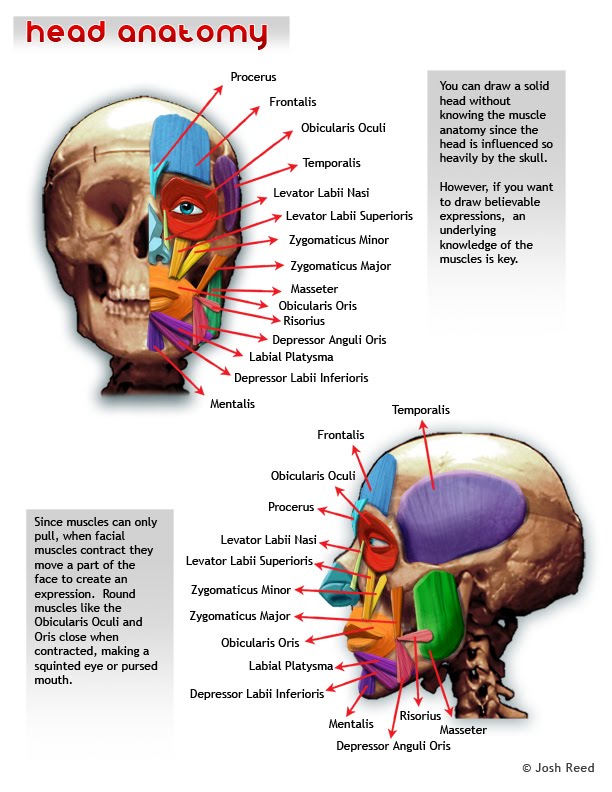 HEAD ANATOMY
Procerus
Frontalis
Obicularis Oculi
Temporalis
Levator Labii Nasi
Levator Labii Superioris
Zygomaticus Minor
Zygomaticus Major
Masseter
Obicularis Oris
Risorius
Depressor Anguli Oris
Labial Platysma
Depressor Labii Inferioris
Mentalis
You can draw a solid
head without
knowing the muscle
anatomy since the
head is influenced so
heavily by the skull.
However, if you want
to draw believable
expressions, an
underlying
knowledge of the
muscles is key.
Temporalis
Frontalis
Obicularis Oculi
Procerus
Levator Labii Nasi
Levator Labii Superioris
Zygomaticus Minor
Zygomaticus Major
Obicularis Oris
Labial Platysma
Depressor Labii Inferioris
Mentalis
Risorius
Masseter
Depressor Anguli Oris
Since muscles can only
pull, when facial
muscles contract they
move a part of the
face to create an
expression. Round
muscles like the
Obicularis Oculi and
Oris close when
contracted, making a
squinted eye or pursed
mouth.
© Josh Reed